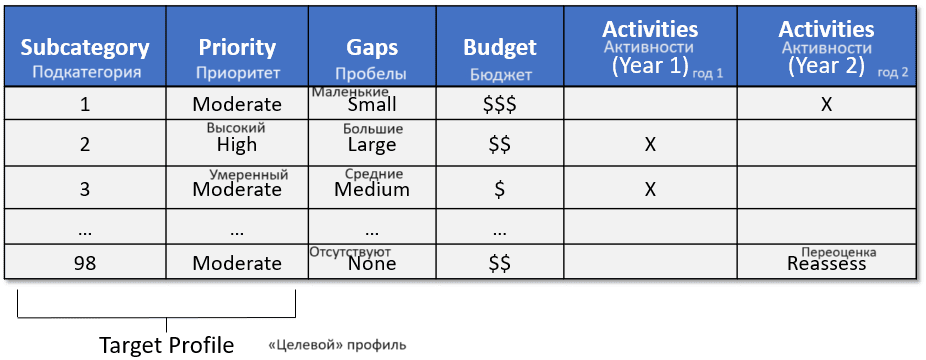 Subcategory Priority Gaps Budget Activities (Year 1) Activities (Year 2)
Подкатегория Приоритет Пробелы Бюджет Активности год 1 Активности год 2
Маленькие
1 Moderate Small $$$ X
Высокий Большие
2 High Large $$ X
Умеренный Средние
3 Moderate Medium $ X
... ... ... ...
Отсутствуют Переоценка
98 Moderate None $$ Reassess
Target Profile «Целевой» профиль